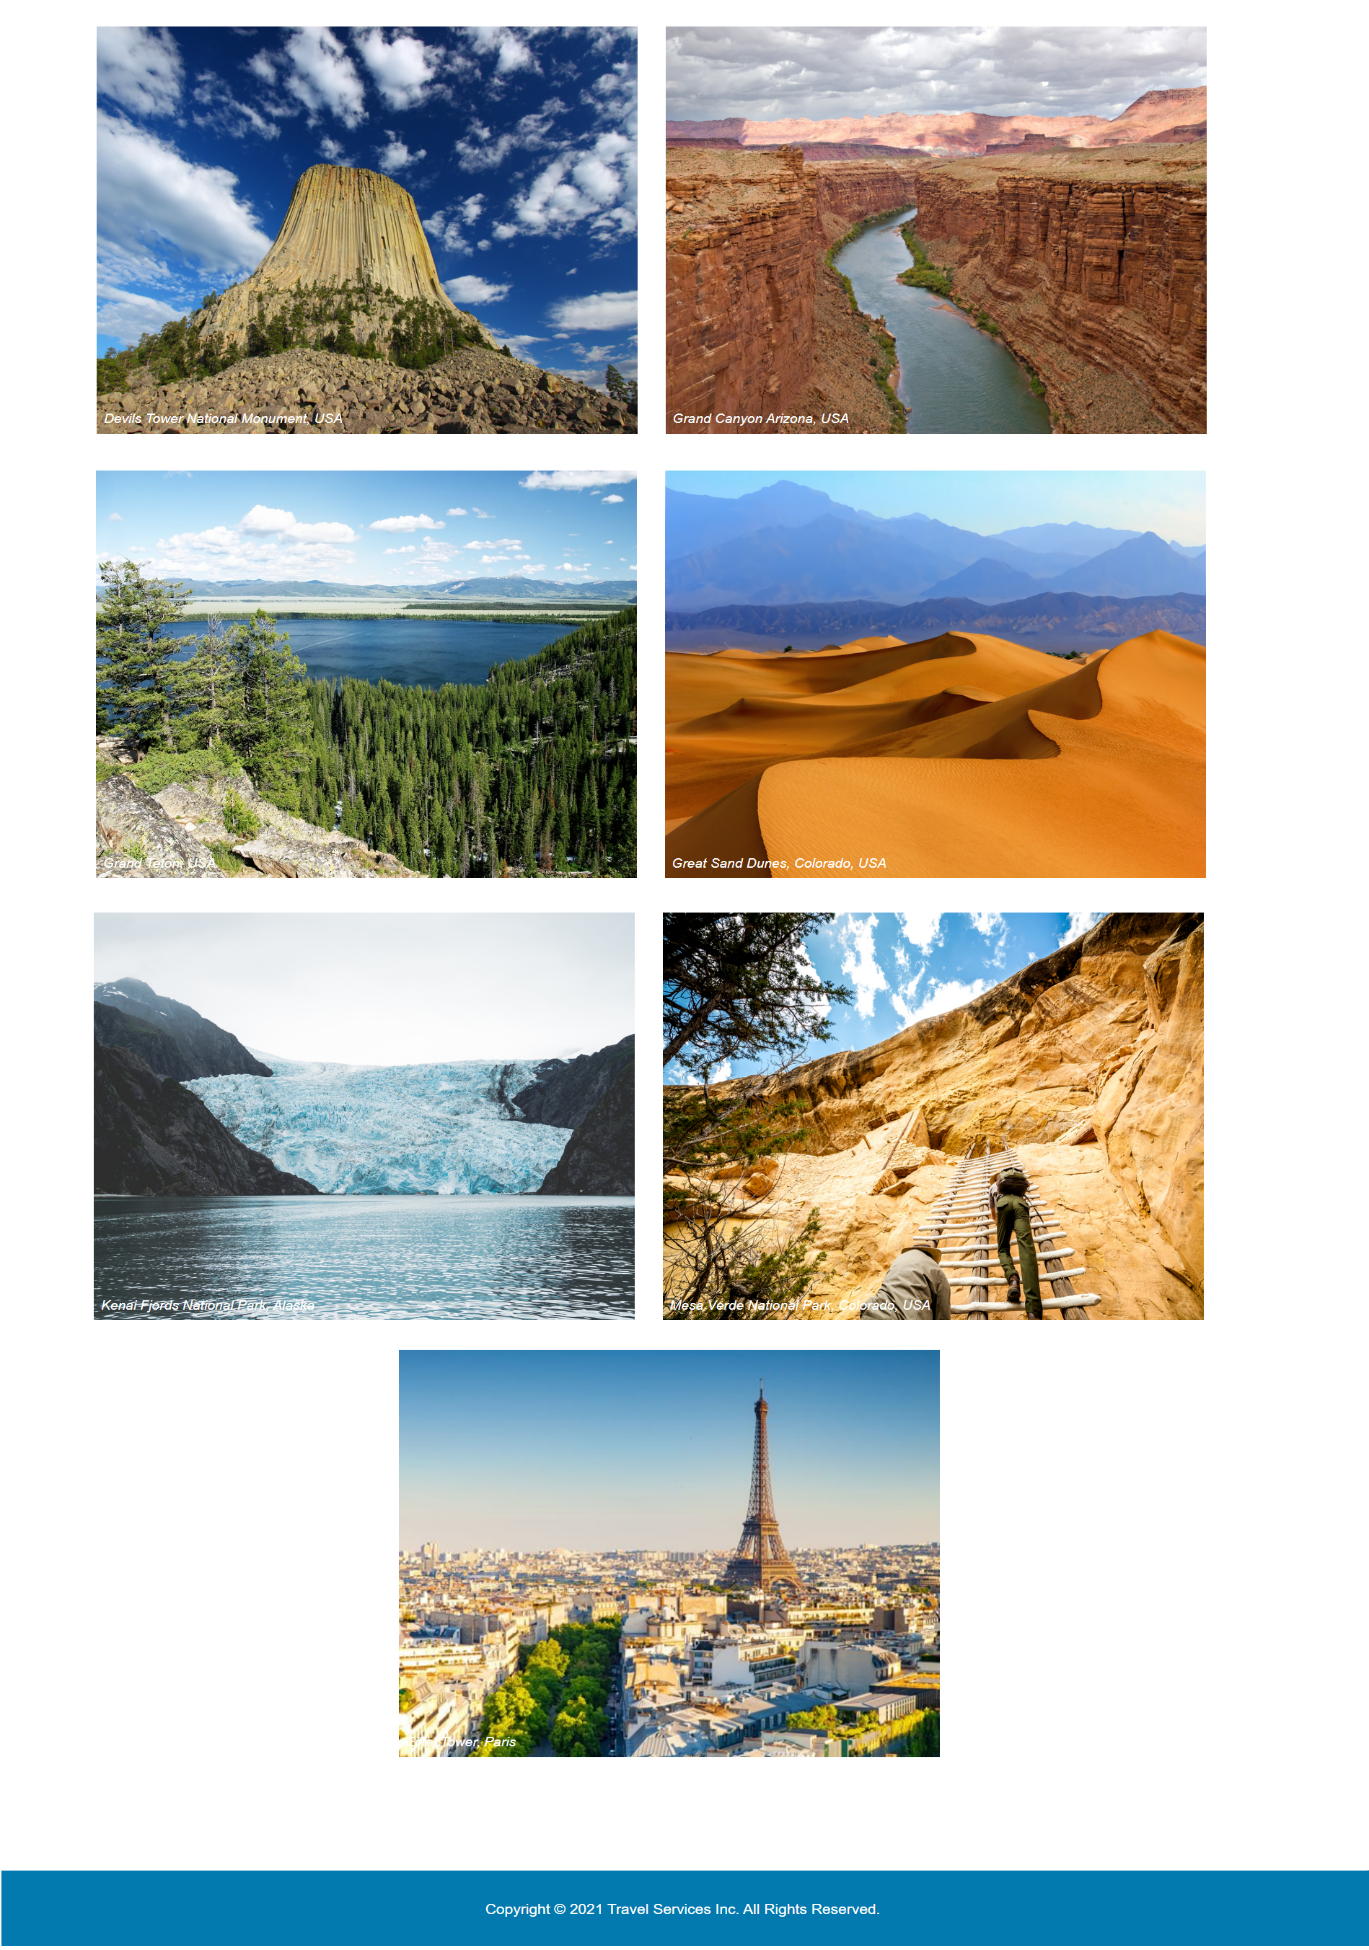 Devils Tower National Monument, USA
Grand Canyon Arizona, USA
Grand Teton, USA
Great Sand Dunes, Colorado, USA
Kenai Fjords National Park, Alaska
Mesa Verde National Park, Colorado, USA
Tower, Paris
Copyright © 2021 Travel Services Inc. All Rights Reserved.